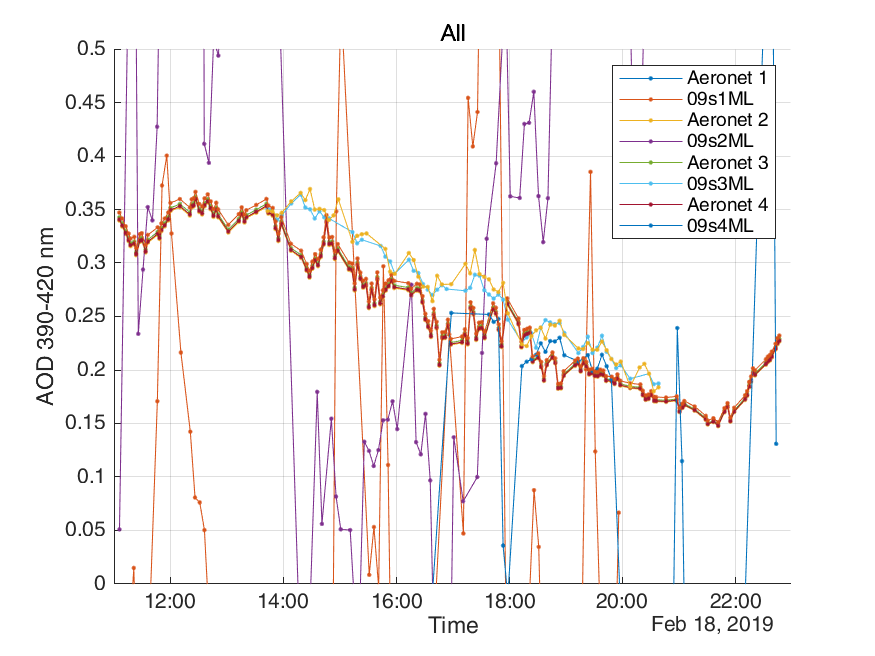 All
0.5
0.45
0.4
0.35
0.3
0.25
0.2
0.15
0.1
0.05
0
AOD 390-420 nm
Aeronet 1
09s1ML
Aeronet 2
09s2ML
Aeronet 3
09s3ML
Aeronet 4
09s4ML
12:00 14:00 16:00 18:00 20:00 22:00
Time
Feb 18, 2019